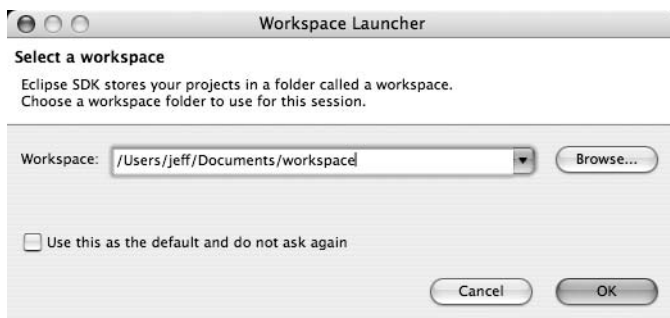 Workspace Launcher
Select a workspace
Eclipse SDK stores your projects in a folder called a workspace.
Choose a workspace folder to use for this session.
Workspace: /Users/jeff/Documents/workspace Browse...
Use this as the default and do not ask again
Cancel OK